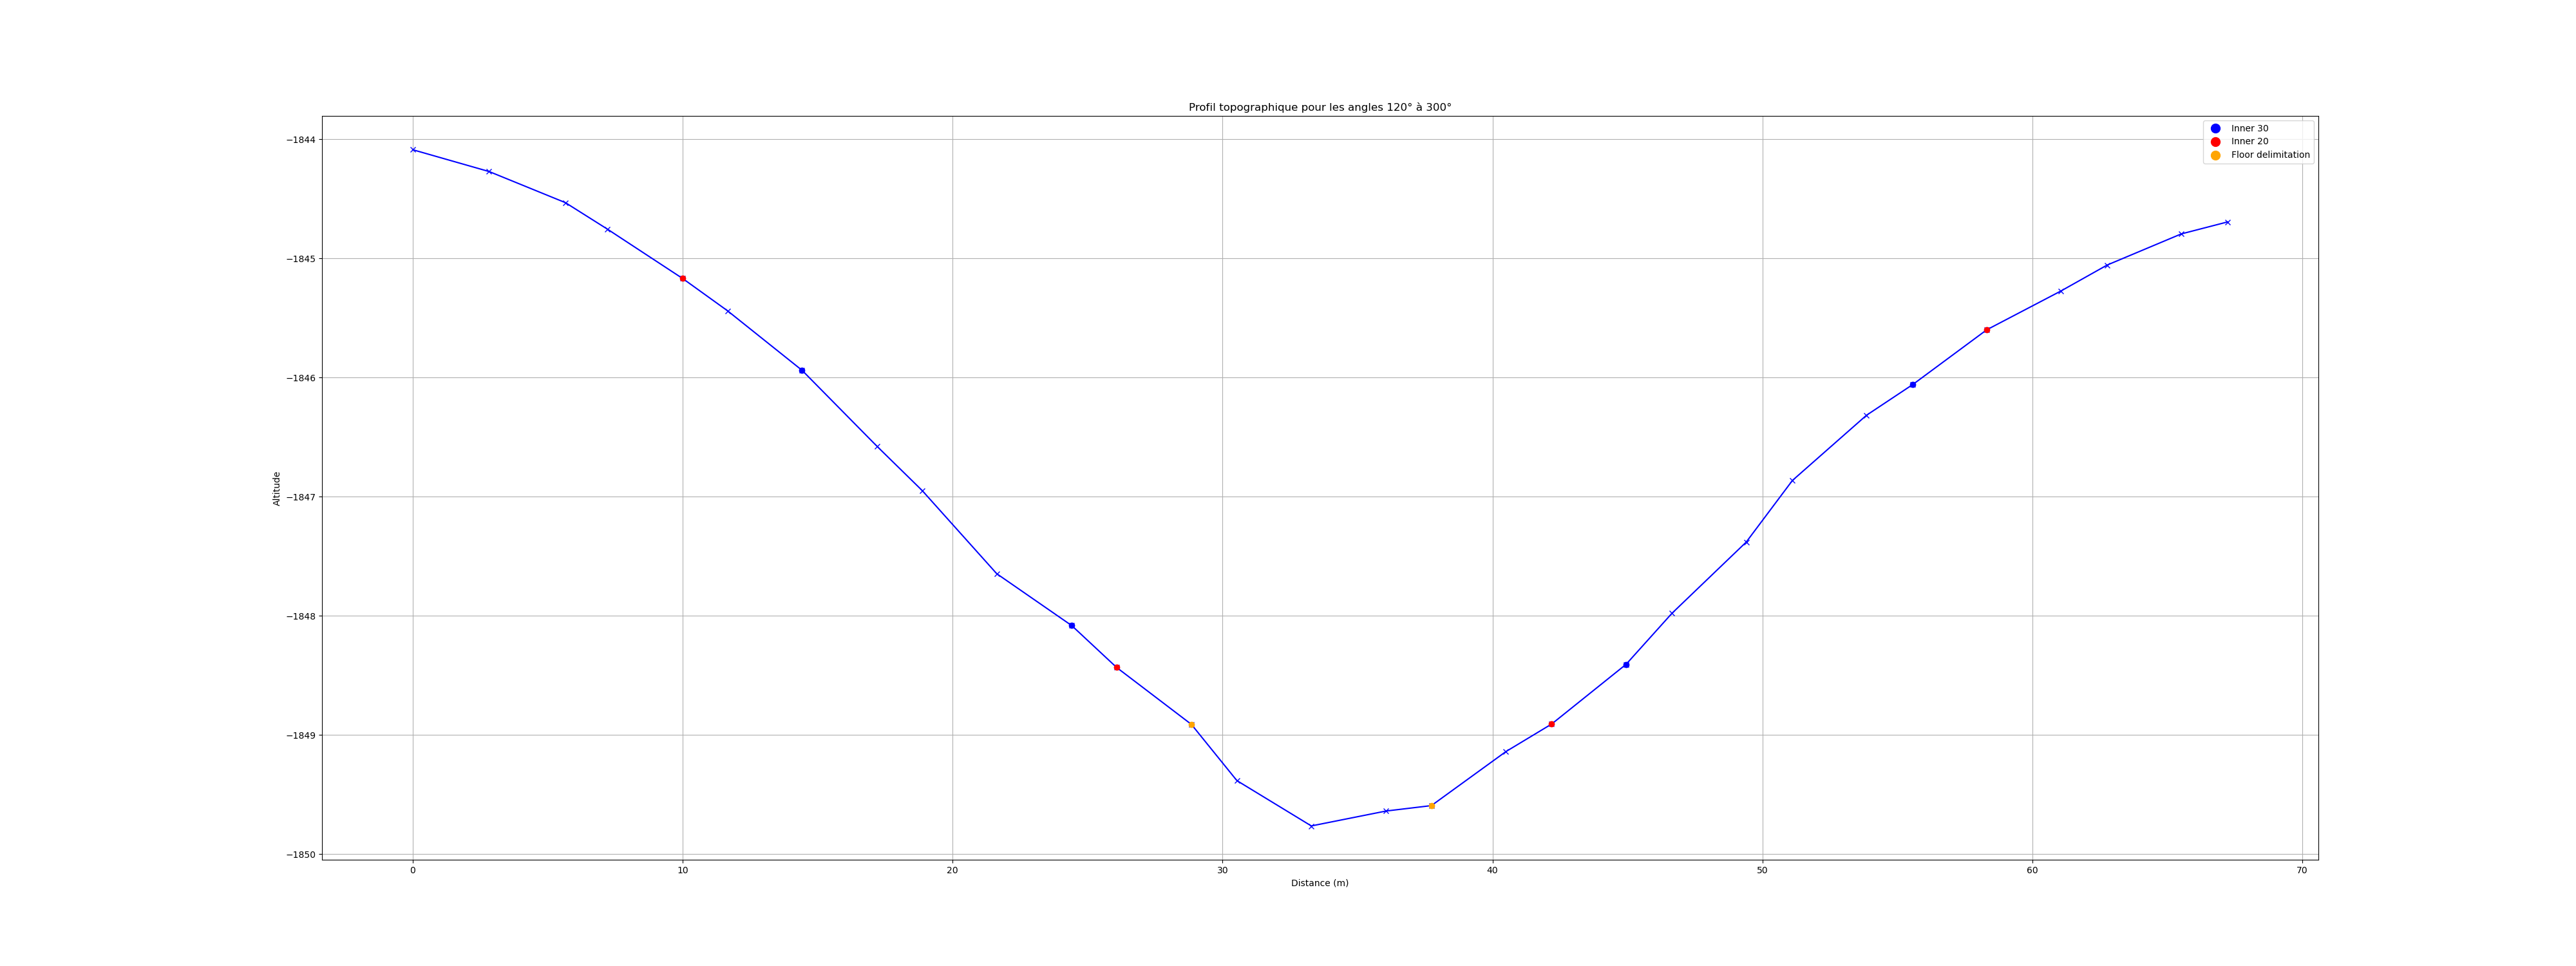 Profil topographique pour les angles 120° à 300°
Inner 30
Inner 20
Floor delimitation
Altitude
−1844
−1845
−1846
−1847
−1848
−1849
−1850
0 10 20 30 40 50 60 70
Distance (m)